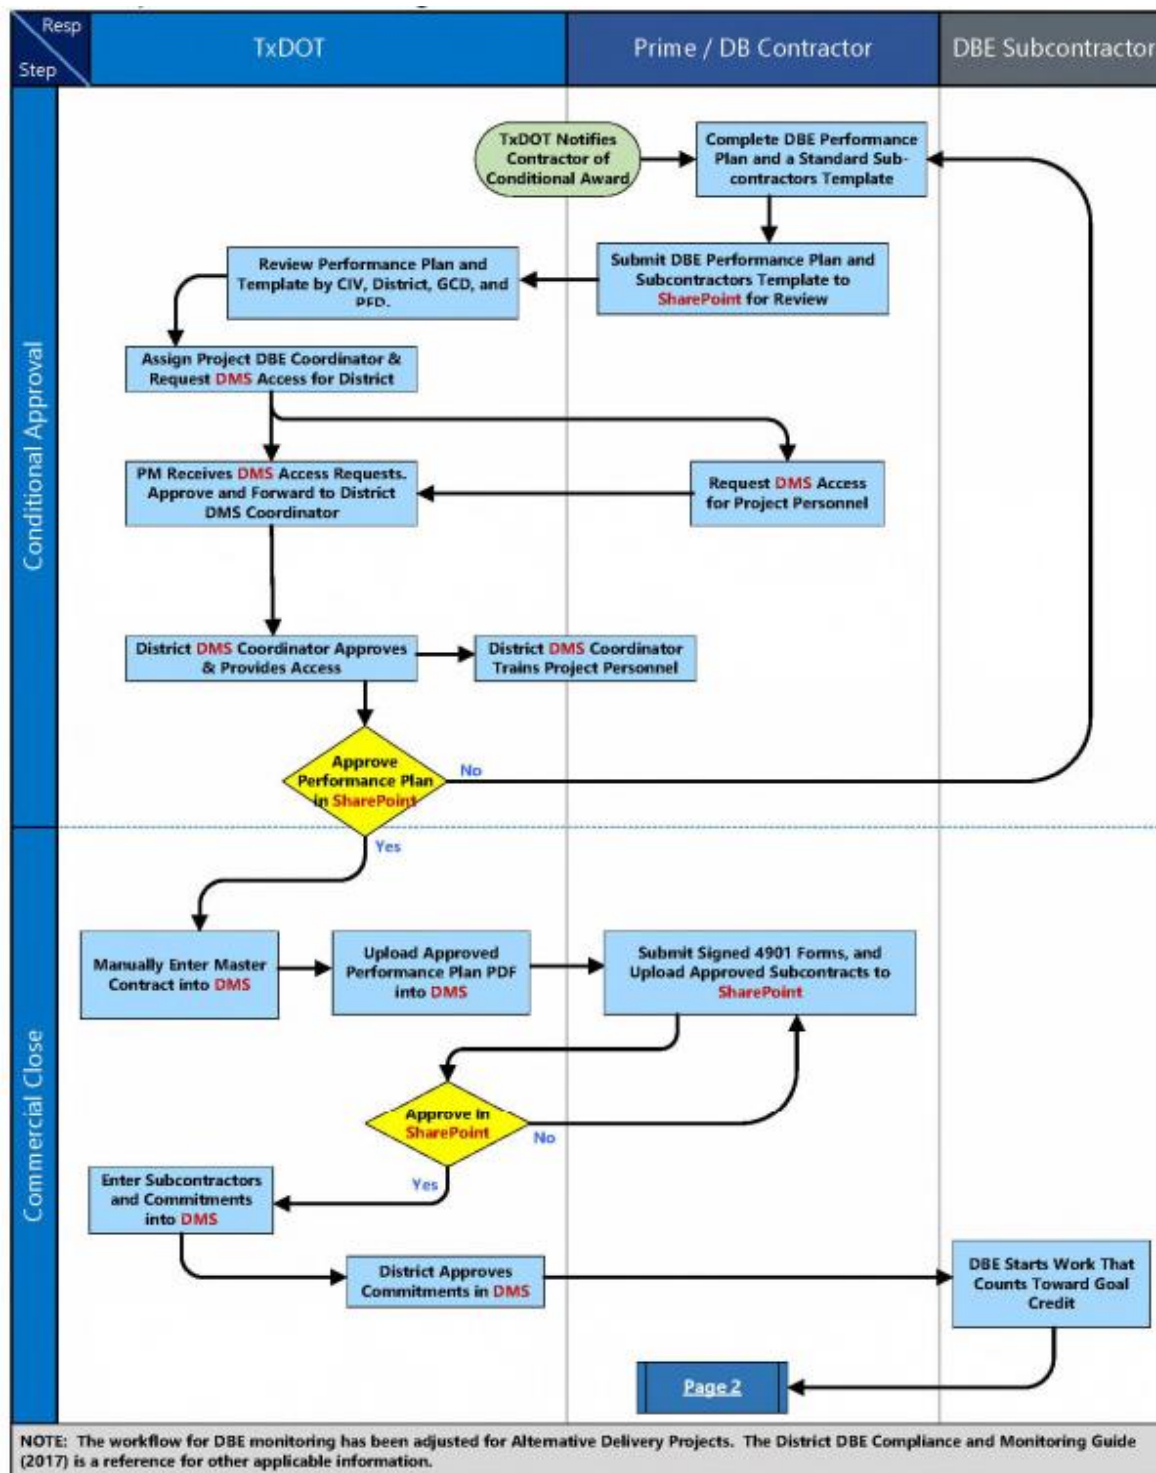 Resp
Step
TxDOT
Prime / DB Contractor
DBE Subcontractor
Conditional Approval
TxDOT Notifies
Contractor of
Conditional Award
Complete DBE Performance
Plan and a Standard Sub-
contractors Template
Submit DBE Performance Plan and
Subcontractors Template to
SharePoint for Review
Review Performance Plan and
Template by CIV, District, GCD, and
PFD.
Assign Project DBE Coordinator &
Request DMS Access for District
PM Receives DMS Access Requests.
Approve and Forward to District
DMS Coordinator
Request DMS Access
for Project Personnel
District DMS Coordinator Approves
& Provides Access
District DMS Coordinator
Trains Project Personnel
Approve
Performance Plan
in SharePoint
No
Yes
Commercial Close
Manually Enter Master
Contract into DMS
Upload Approved
Performance Plan PDF
into DMS
Submit Signed 4901 Forms, and
Upload Approved Subcontracts to
SharePoint
Approve in
SharePoint
No
Yes
Enter Subcontractors
and Commitments
into DMS
District Approves
Commitments in DMS
DBE Starts Work That
Counts Toward Goal
Credit
Page 2
NOTE: The workflow for DBE monitoring has been adjusted for Alternative Delivery Projects. The District DBE Compliance and Monitoring Guide
(2017) is a reference for other applicable information.